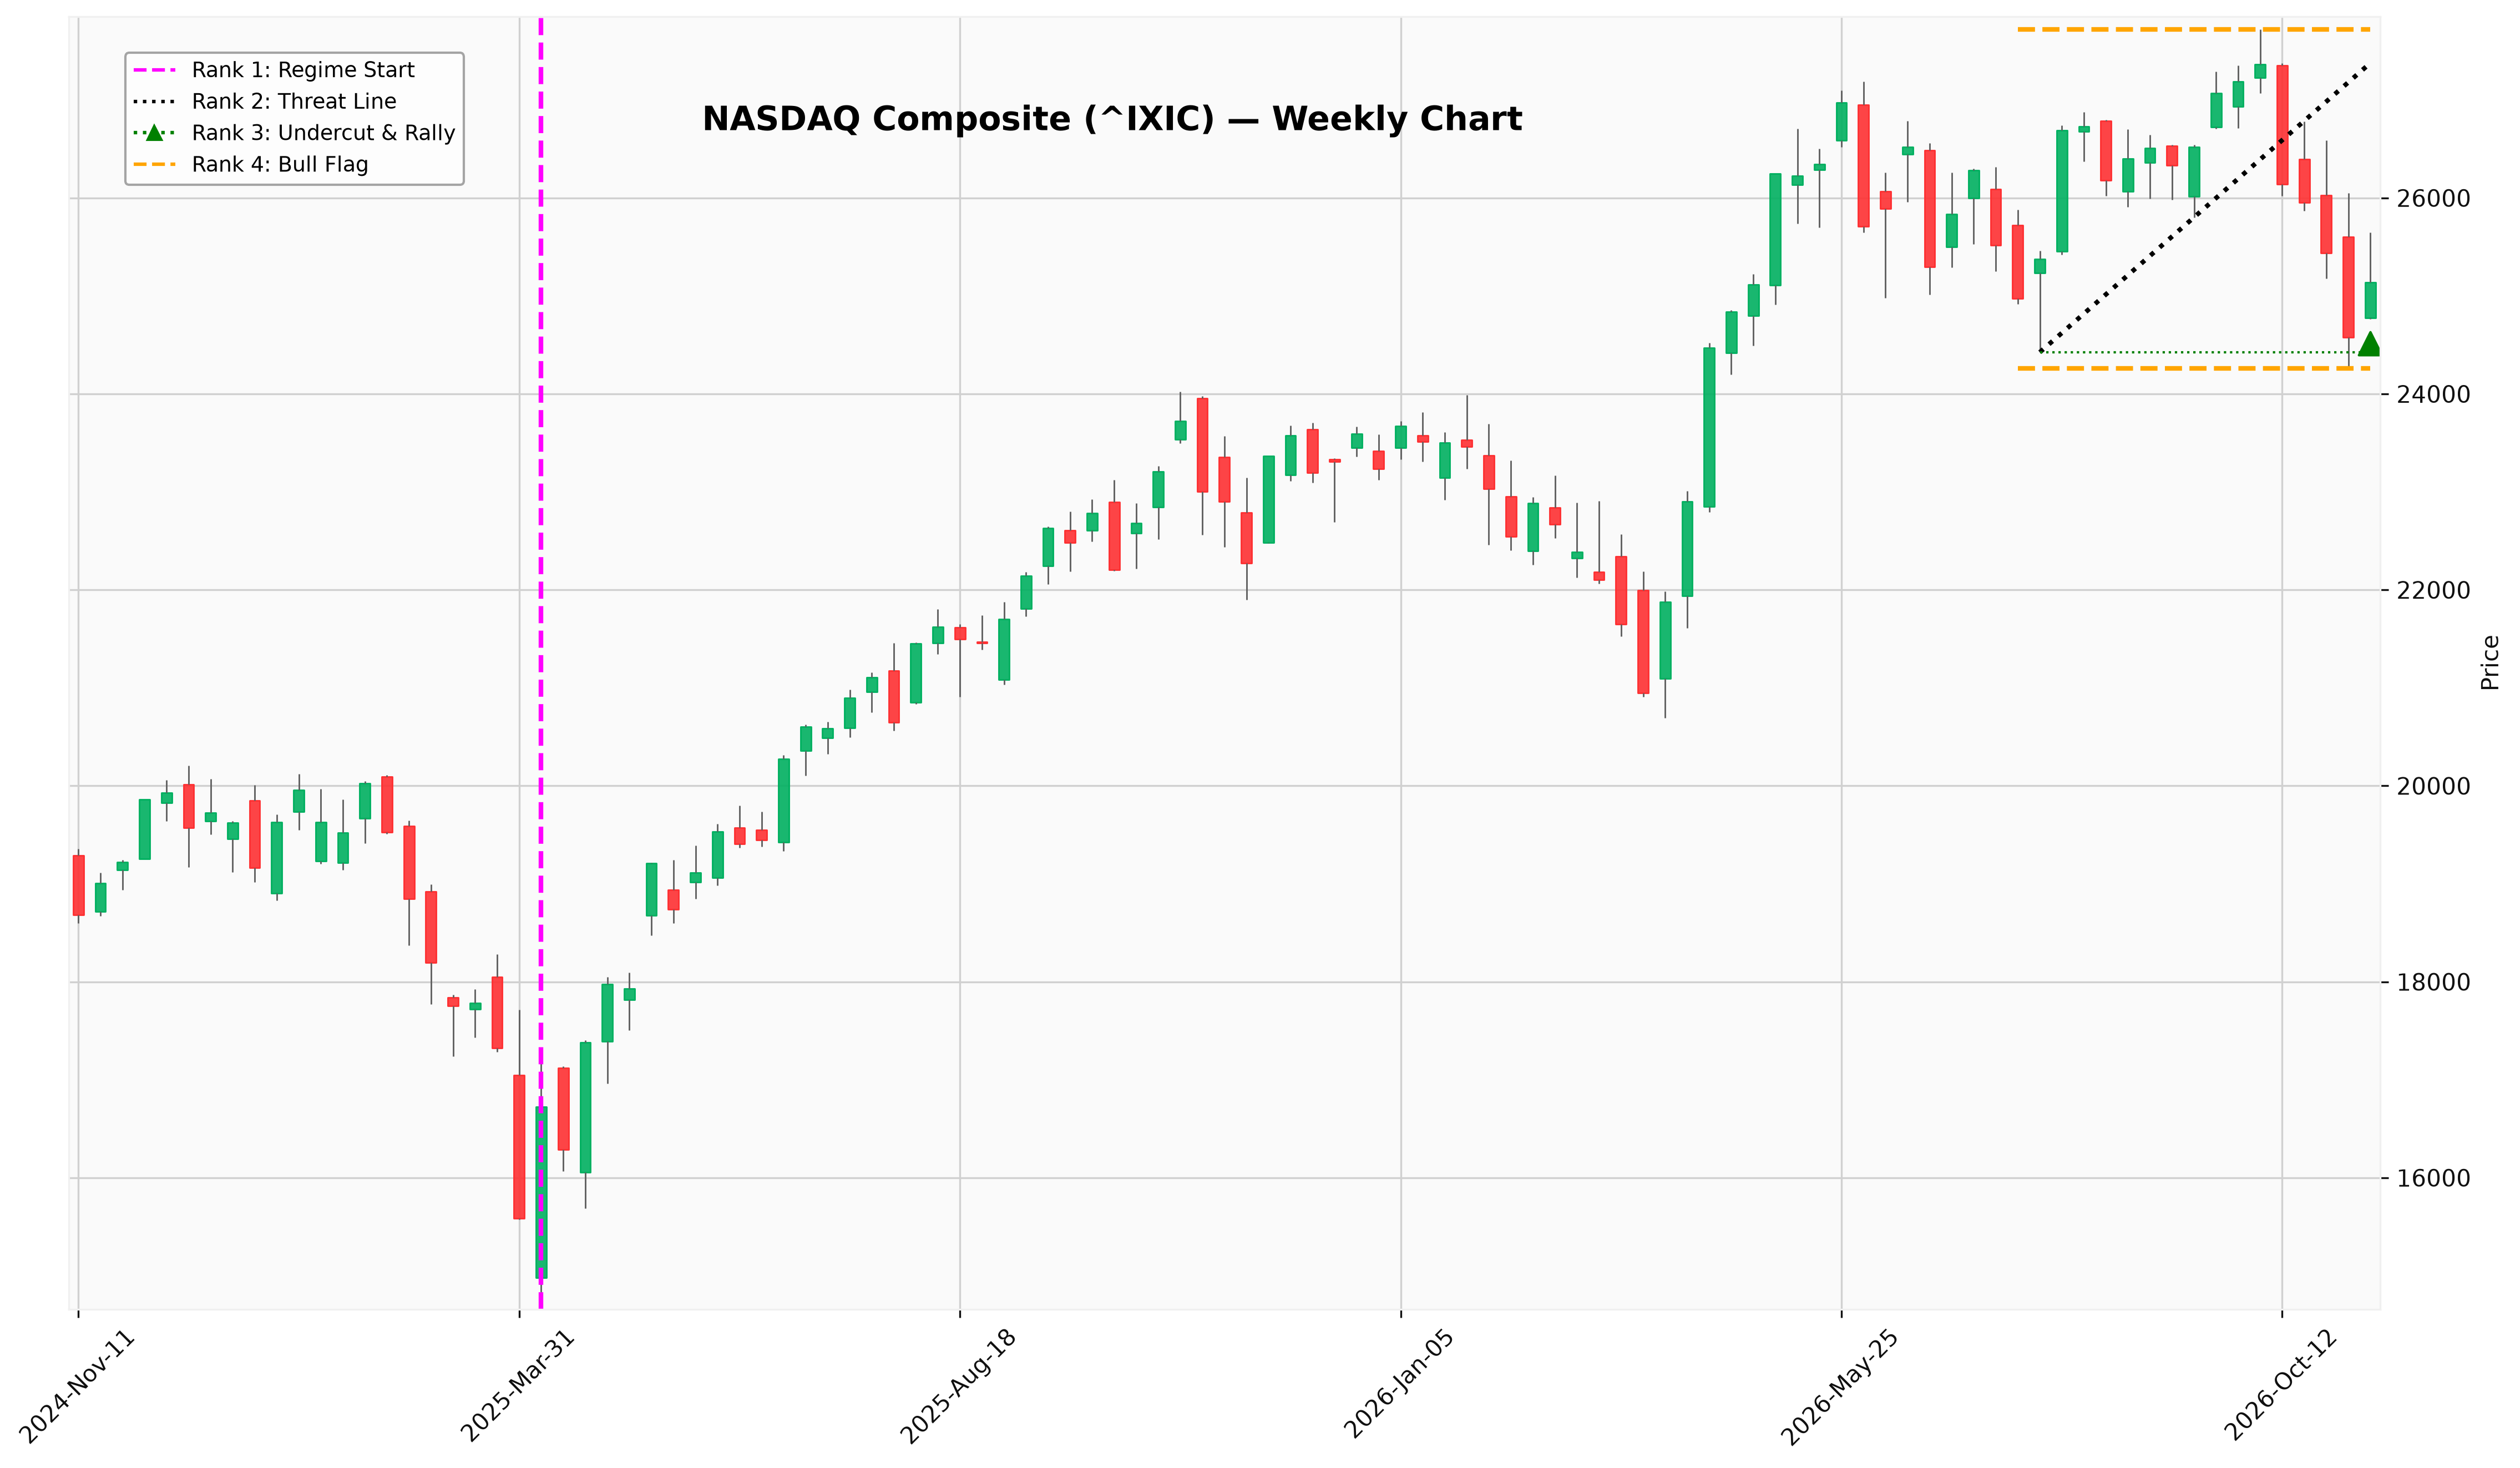 NASDAQ Composite (^IXIC) — Weekly Chart
Rank 1: Regime Start
Rank 2: Threat Line
Rank 3: Undercut & Rally
Rank 4: Bull Flag
26000
24000
22000
20000
18000
16000
Price
2024-Nov-11
2025-Mar-31
2025-Aug-18
2026-Jan-05
2026-May-25
2026-Oct-12